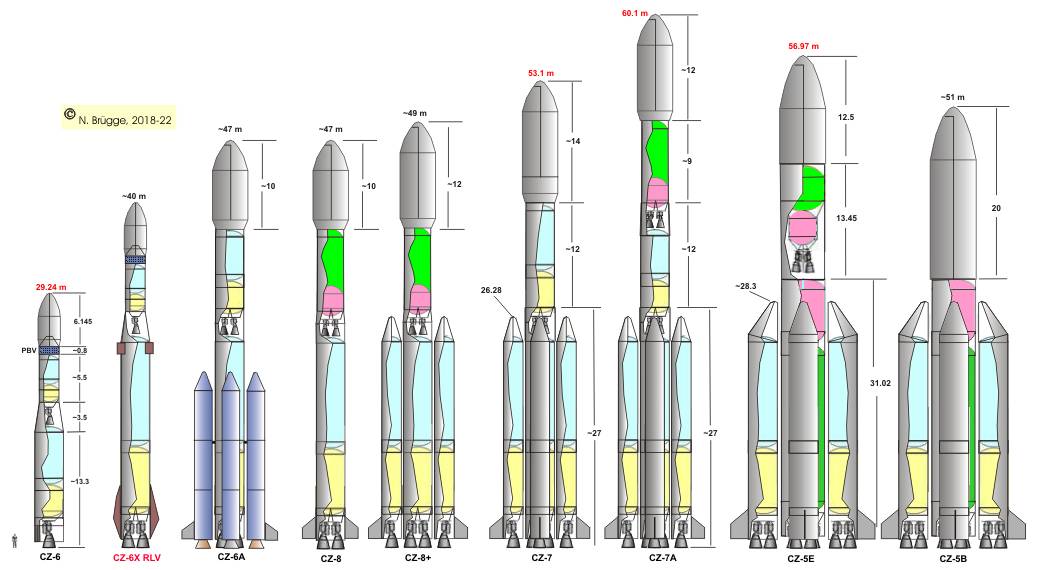 60.1 m
56.97 m
53.1 m
~12
© N. Brügge, 2018-22
~51 m
~49 m
12.5
~47 m
~47 m
~14
~9
~10
~10
~12
~40 m
20
13.45
~12
~12
29.24 m
26.28
~28.3
6.145
PBV
~0.8
~5.5
31.02
~3.5
~27
~27
~13.3
CZ-6
CZ-6X RLV
CZ-6A
CZ-8
CZ-8+
CZ-7
CZ-7A
CZ-5E
CZ-5B